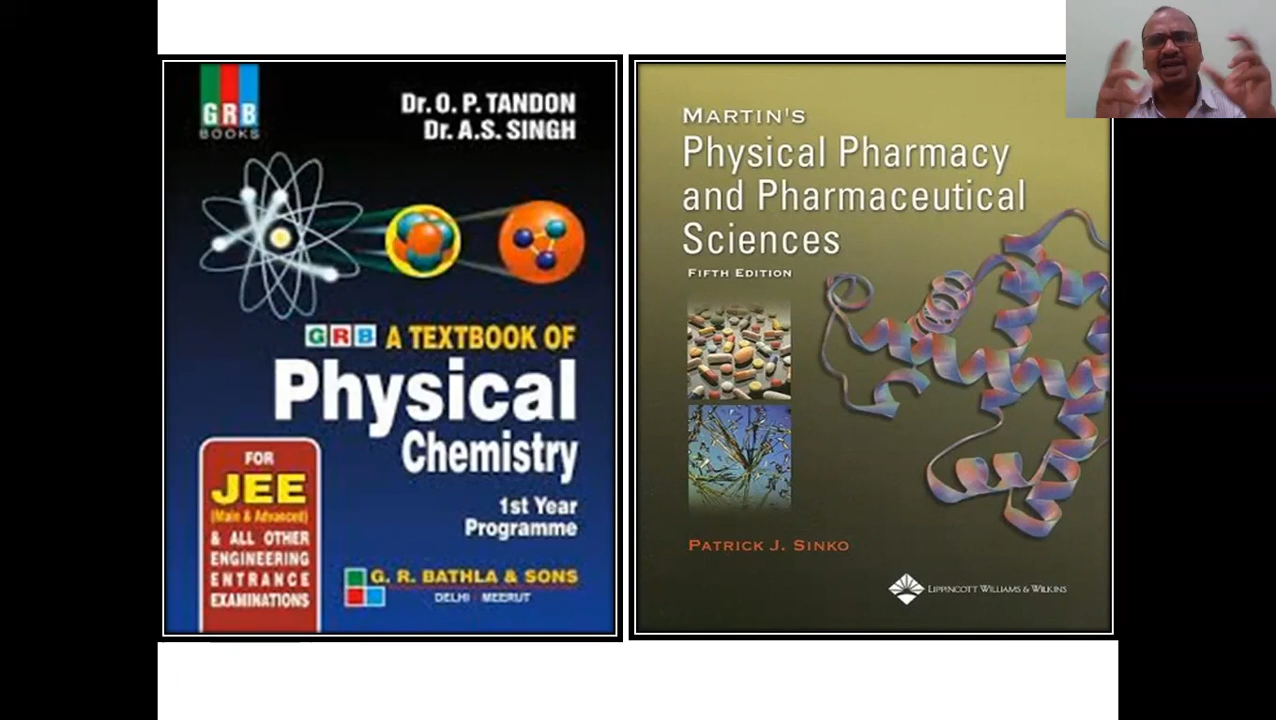 GRB
BOOKS
Dr. O. P. TANDON
Dr. A.S. SINGH
GRB A TEXTBOOK OF
Physical
Chemistry
1st Year
Programme
FOR
JEE
(Main & Advanced)
& ALL OTHER
ENGINEERING
ENTRANCE
EXAMINATIONS
G. R. BATHLA & SONS
DELHI MEERUT
MARTIN'S
Physical Pharmacy
and Pharmaceutical
Sciences
FIFTH EDITION
PATRICK J. SINKO
LIPPINCOTT WILLIAMS & WILKINS